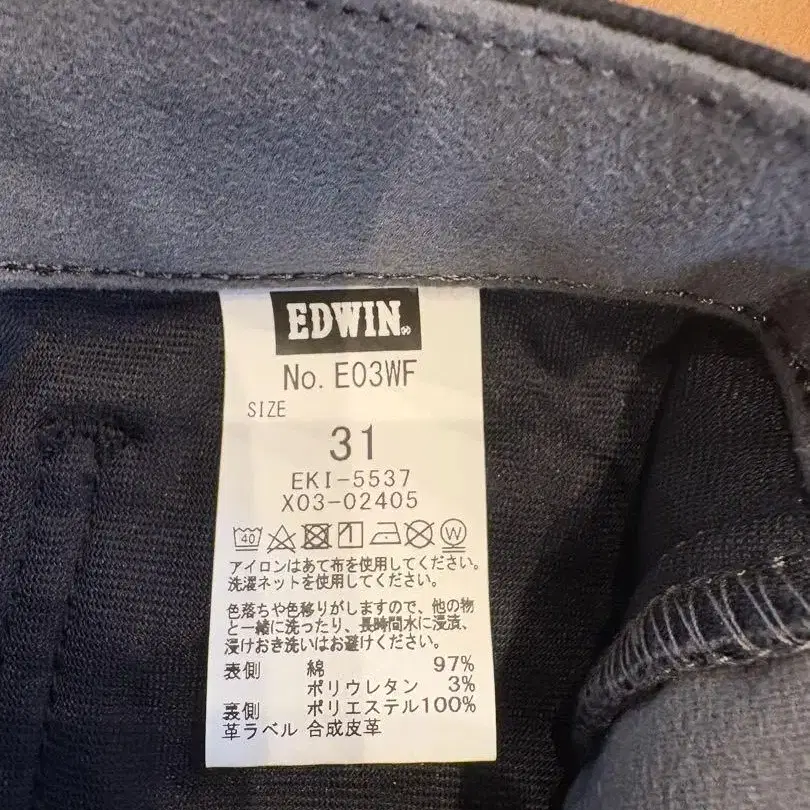 EDWIN®
No. E03WF
SIZE
31
EKI-5537
X03-02405
40 1 W
アイロンはあて布を使用してください。
洗濯ネットを使用してください。
色落ちや色移りがしますので、他の物
と一緒に洗ったり、長時間水に浸漬、
浸けおき洗いはお避けください。
表側 綿 97%
ポリウレタン 3%
裏側 ポリエステル100%
革ラベル 合成皮革